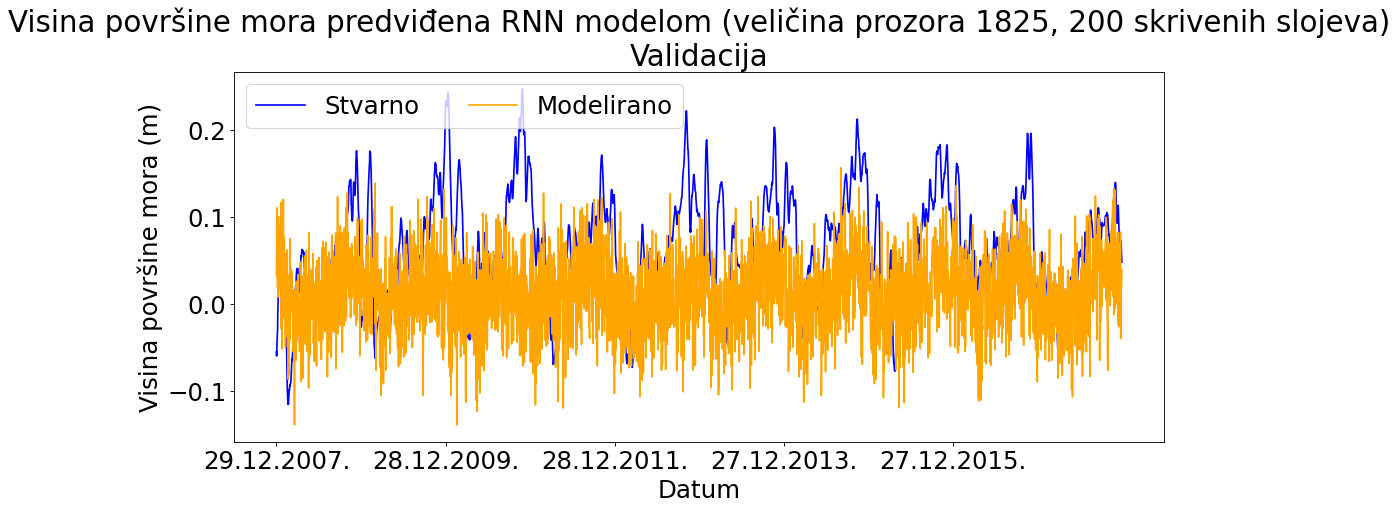 Visina površine mora predviđena RNN modelom (veličina prozora 1825, 200 skrivenih slojeva)
Validacija
Stvarno Modelirano
Visina površine mora (m)
0.2
0.1
0.0
−0.1
29.12.2007. 28.12.2009. 28.12.2011. 27.12.2013. 27.12.2015.
Datum